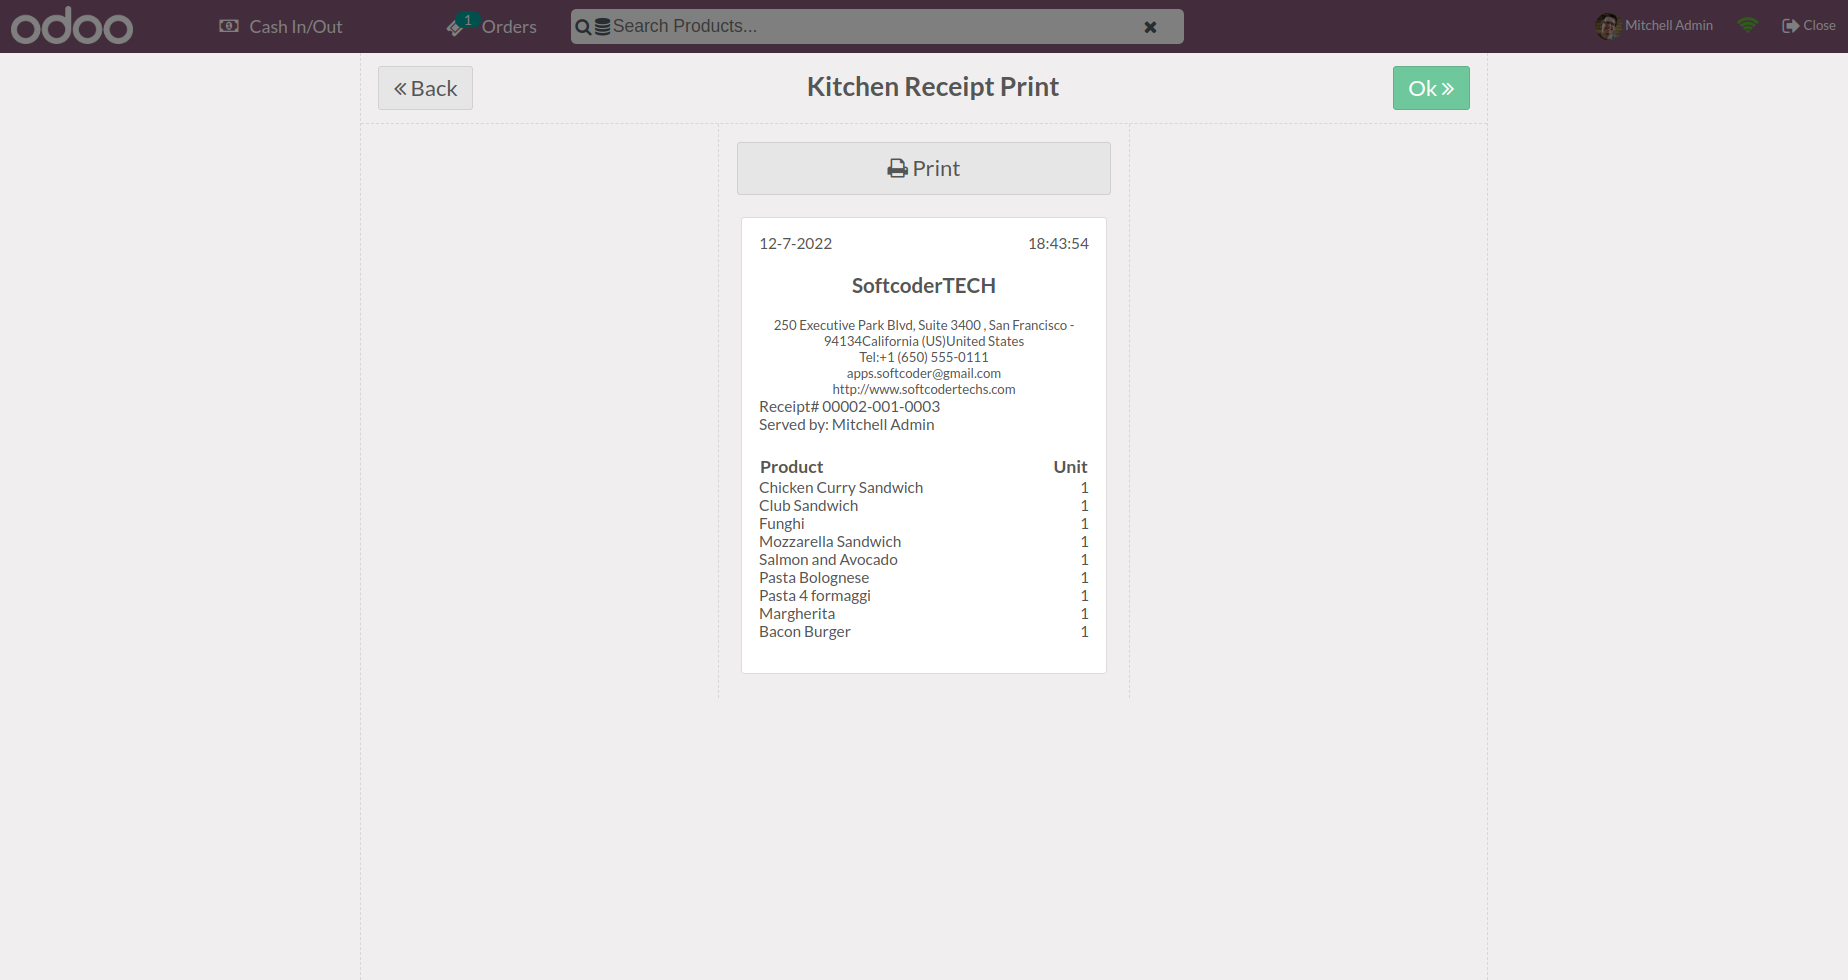 odoo Cash In/Out 1 Orders Search Products... Mitchell Admin Close
Back Kitchen Receipt Print Ok
Print
12-7-2022 18:43:54
SoftcoderTECH
250 Executive Park Blvd, Suite 3400 , San Francisco -
94134California (US)United States
Tel:+1 (650) 555-0111
apps.softcoder@gmail.com
http://www.softcodertechs.com
Receipt# 00002-001-0003
Served by: Mitchell Admin
Product Unit
Chicken Curry Sandwich 1
Club Sandwich 1
Funghi 1
Mozzarella Sandwich 1
Salmon and Avocado 1
Pasta Bolognese 1
Pasta 4 formaggi 1
Margherita 1
Bacon Burger 1